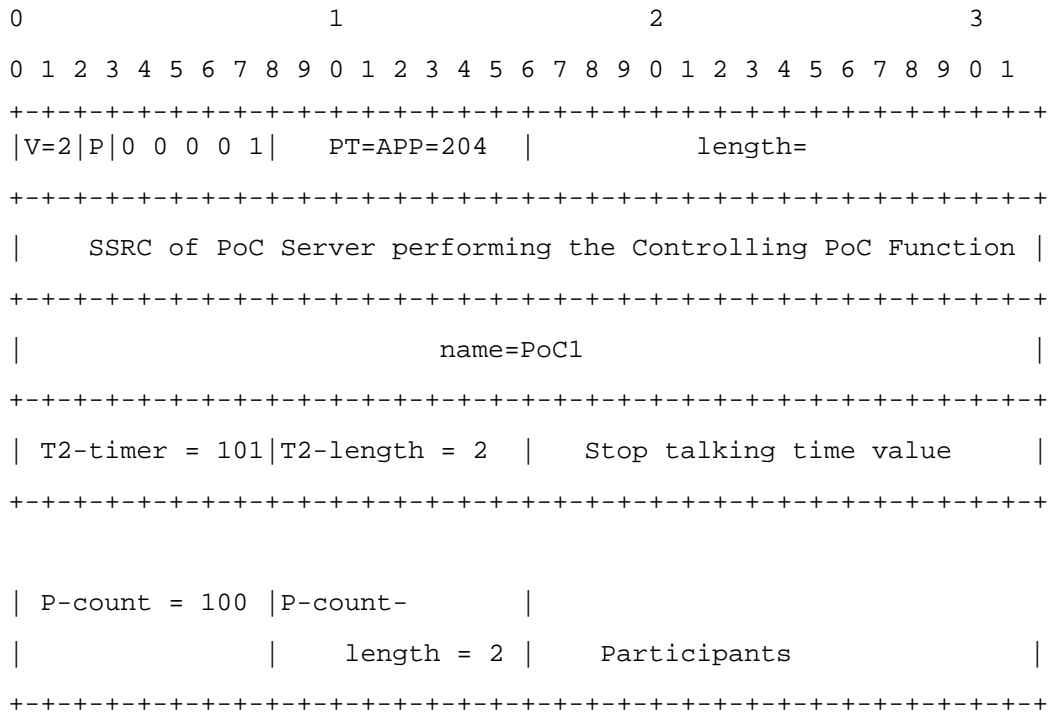 0                   1                   2                   3
0 1 2 3 4 5 6 7 8 9 0 1 2 3 4 5 6 7 8 9 0 1 2 3 4 5 6 7 8 9 0 1
+-+-+-+-+-+-+-+-+-+-+-+-+-+-+-+-+-+-+-+-+-+-+-+-+-+-+-+-+-+-+-+-+
|V=2|P|0 0 0 0 1|   PT=APP=204  |          length=
+-+-+-+-+-+-+-+-+-+-+-+-+-+-+-+-+-+-+-+-+-+-+-+-+-+-+-+-+-+-+-+-+
|    SSRC of PoC Server performing the Controlling PoC Function |
+-+-+-+-+-+-+-+-+-+-+-+-+-+-+-+-+-+-+-+-+-+-+-+-+-+-+-+-+-+-+-+-+
|                          name=PoC1                            |
+-+-+-+-+-+-+-+-+-+-+-+-+-+-+-+-+-+-+-+-+-+-+-+-+-+-+-+-+-+-+-+-+
| T2-timer = 101|T2-length = 2  |   Stop talking time value     |
+-+-+-+-+-+-+-+-+-+-+-+-+-+-+-+-+-+-+-+-+-+-+-+-+-+-+-+-+-+-+-+-+
| P-count = 100 |P-count-       |
|               |    length = 2 |    Participants               |
+-+-+-+-+-+-+-+-+-+-+-+-+-+-+-+-+-+-+-+-+-+-+-+-+-+-+-+-+-+-+-+-+